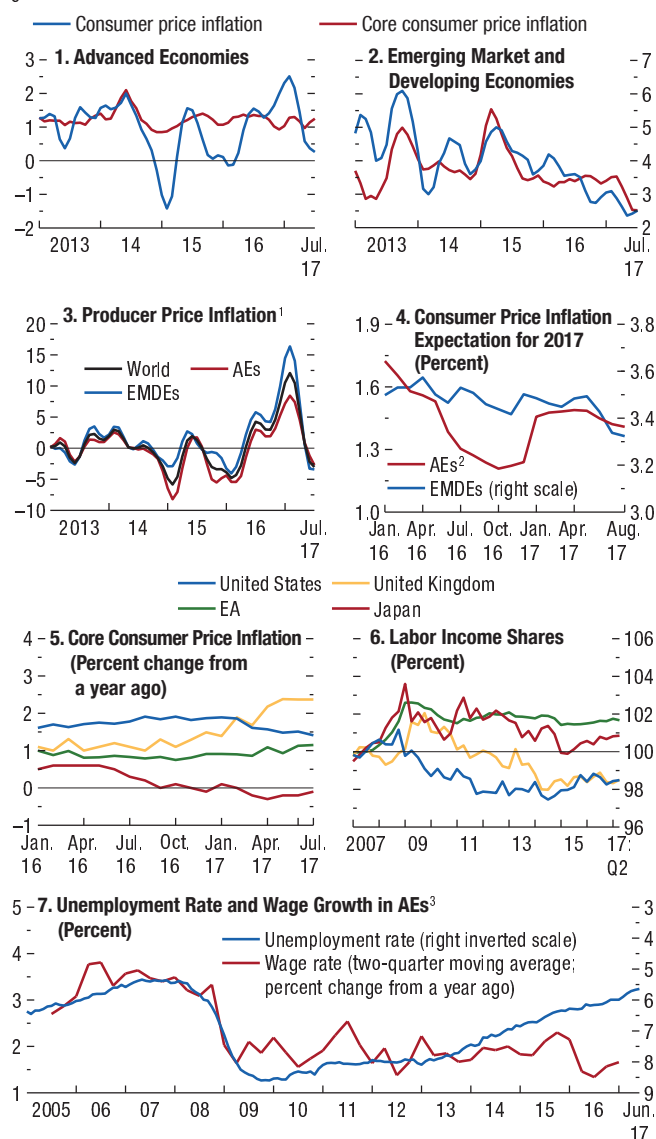 Consumer price inflation
Core consumer price inflation
1. Advanced Economies
3
2
1
0
–1
–2
2013 14 15 16 Jul.
17
2. Emerging Market and
Developing Economies
7
6
5
4
3
2
2013 14 15 16 Jul.
17
3. Producer Price Inflation1
20
15
10
5
0
–5
–10
World AEs
EMDEs
2013 14 15 16 Jul.
17
4. Consumer Price Inflation
Expectation for 2017
(Percent)
1.9
1.6
1.3
1.0
3.8
3.6
3.4
3.2
3.0
AEs2
EMDEs (right scale)
Jan. Apr. Jul. Oct. Jan. Apr. Aug.
16 16 16 16 17 17 17
United States United Kingdom
EA Japan
5. Core Consumer Price Inflation
(Percent change from
a year ago)
4
3
2
1
0
–1
Jan. Apr. Jul. Oct. Jan. Apr. Jul.
16 16 16 16 17 17 17
6. Labor Income Shares
(Percent)
106
104
102
100
98
96
2007 09 11 13 15 17:
Q2
7. Unemployment Rate and Wage Growth in AEs3
(Percent)
5
4
3
2
1
3
4
5
6
7
8
9
Unemployment rate (right inverted scale)
Wage rate (two-quarter moving average;
percent change from a year ago)
2005 06 07 08 09 10 11 12 13 14 15 16 Jun.
17